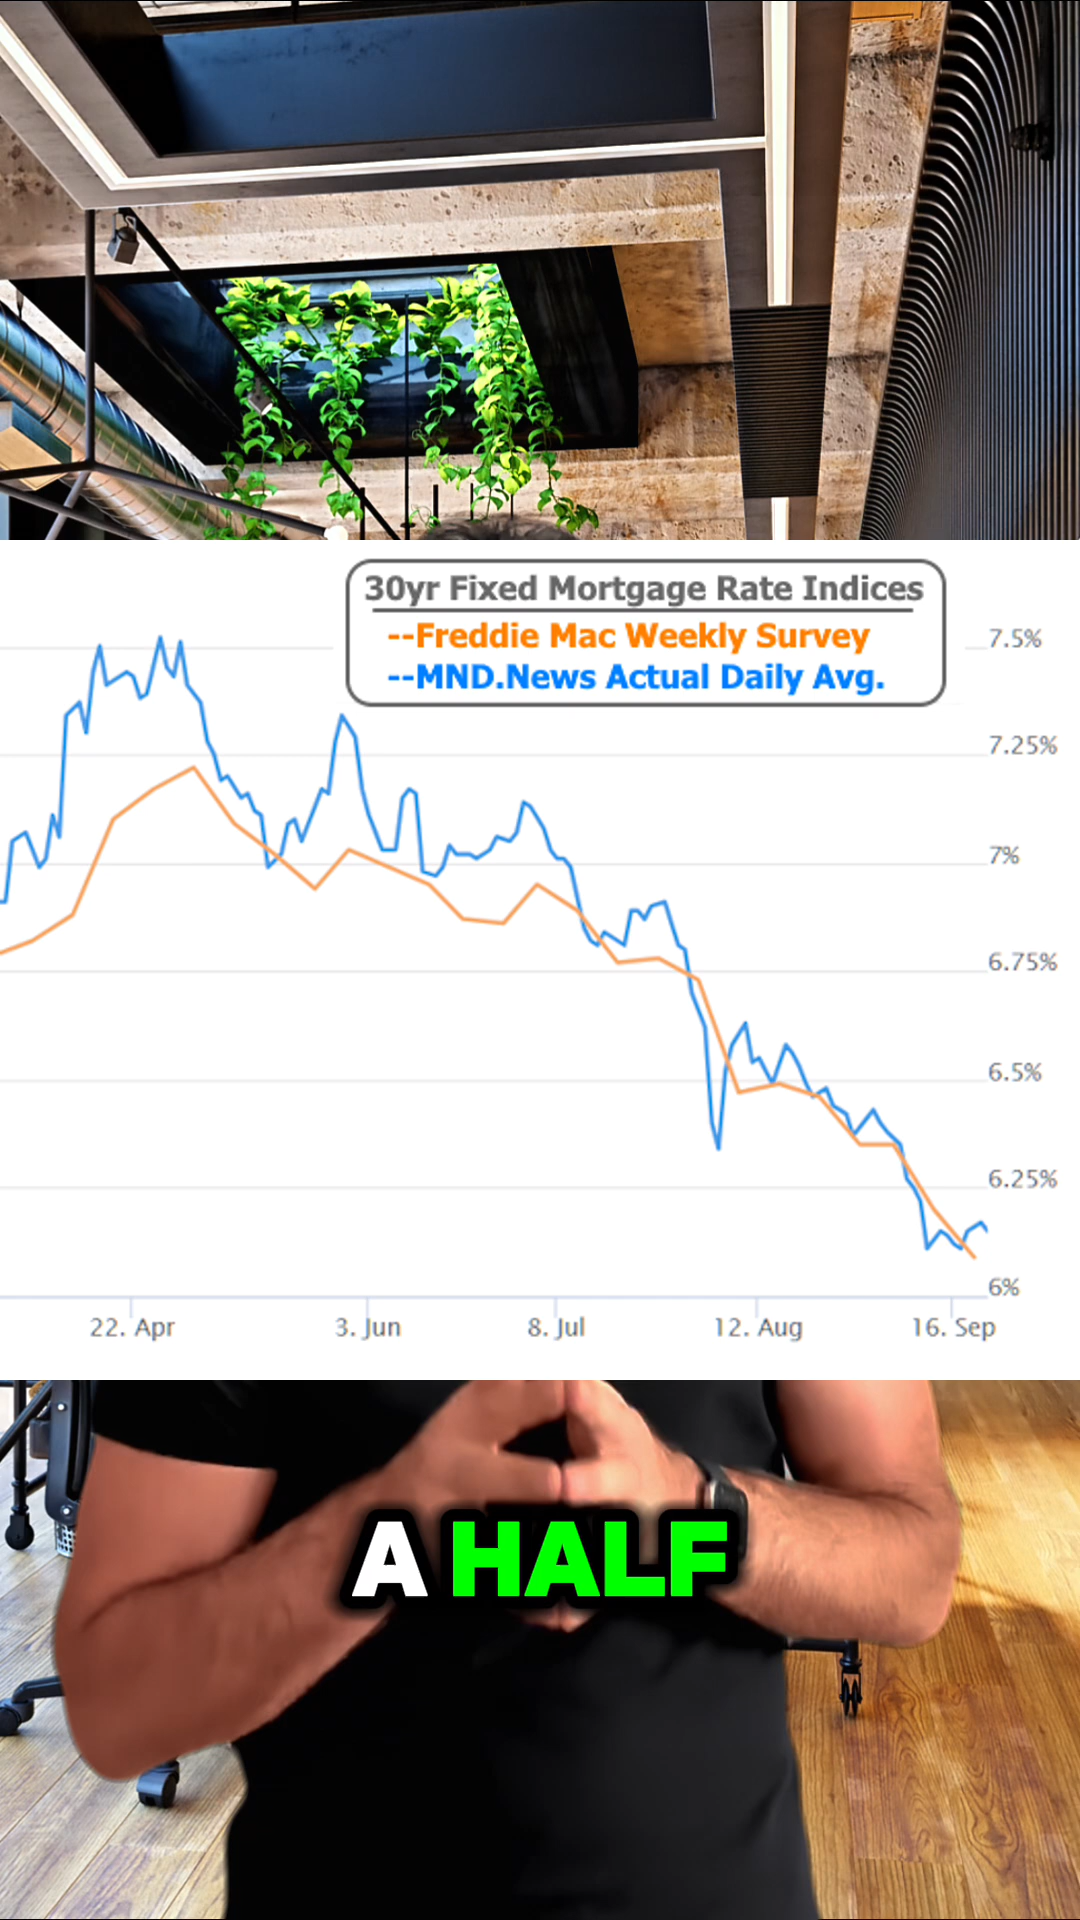 30yr Fixed Mortgage Rate Indices
--Freddie Mac Weekly Survey
--MND.News Actual Daily Avg.
7.5%
7.25%
7%
6.75%
6.5%
6.25%
6%
22. Apr 3. Jun 8. Jul 12. Aug 16. Sep
A HALF